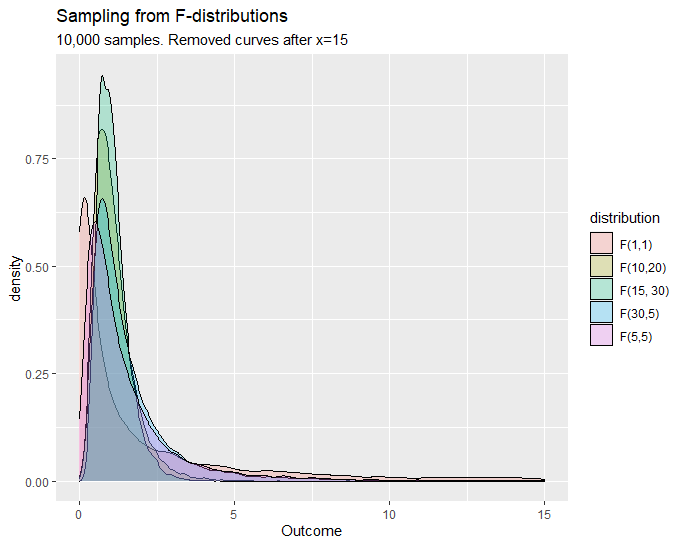 Sampling from F-distributions
10,000 samples. Removed curves after x=15
density
0.75
0.50
0.25
0.00
0
5
10
15
Outcome
distribution
F(1,1)
F(10,20)
F(15, 30)
F(30,5)
F(5,5)